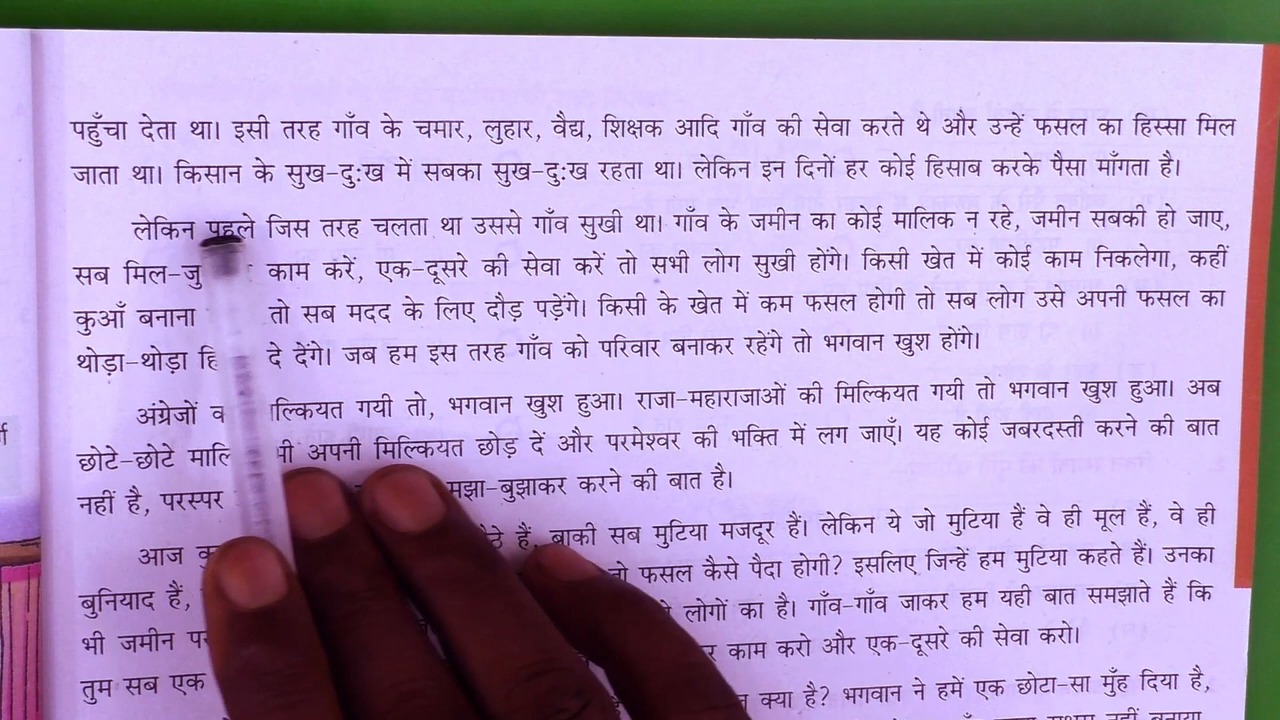 पहुँचा देता था। इसी तरह गाँव के चमार, लुहार, वैद्य, शिक्षक आदि गाँव की सेवा करते थे और उन्हें फसल का हिस्सा मिल
जाता था। किसान के सुख-दुःख में सबका सुख-दुःख रहता था। लेकिन इन दिनों हर कोई हिसाब करके पैसा माँगता है।
लेकिन पहले जिस तरह चलता था उससे गाँव सुखी था। गाँव के जमीन का कोई मालिक न रहे, जमीन सबकी हो जाए,
सब काम करें, एक-दूसरे की सेवा करें तो सभी लोग सुखी होंगे। किसी खेत में कोई काम निकलेगा, कहीं
कुआँ बनाना तो सब मदद के लिए दौड़ पड़ेंगे। किसी के खेत में कम फसल होगी तो सब लोग उसे अपनी फसल का
थोड़ा-थोड़ा दे देंगे। जब हम इस तरह गाँव को परिवार बनाकर रहेंगे तो भगवान खुश होंगे।
अंग्रेजों गयी तो, भगवान खुश हुआ। राजा-महाराजाओं की मिल्कियत गयी तो भगवान खुश हुआ। अब
छोटे-छोटे अपनी मिल्कियत छोड़ दें और परमेश्वर की भक्ति में लग जाएँ। यह कोई जबरदस्ती करने की बात
नहीं है, परस्पर करने की बात है।
आज हैं, बाकी सब मुटिया मजदूर हैं। लेकिन ये जो मुटिया हैं वे ही मूल हैं, वे ही
बुनियाद हैं, फसल कैसे पैदा होगी? इसलिए जिन्हें हम मुटिया कहते हैं। उनका
भी जमीन लोगों का है। गाँव-गाँव जाकर हम यही बात समझाते हैं कि
तुम सब एक काम करो और एक-दूसरे की सेवा करो।
क्या है? भगवान ने हमें एक छोटा-सा मुँह दिया है,